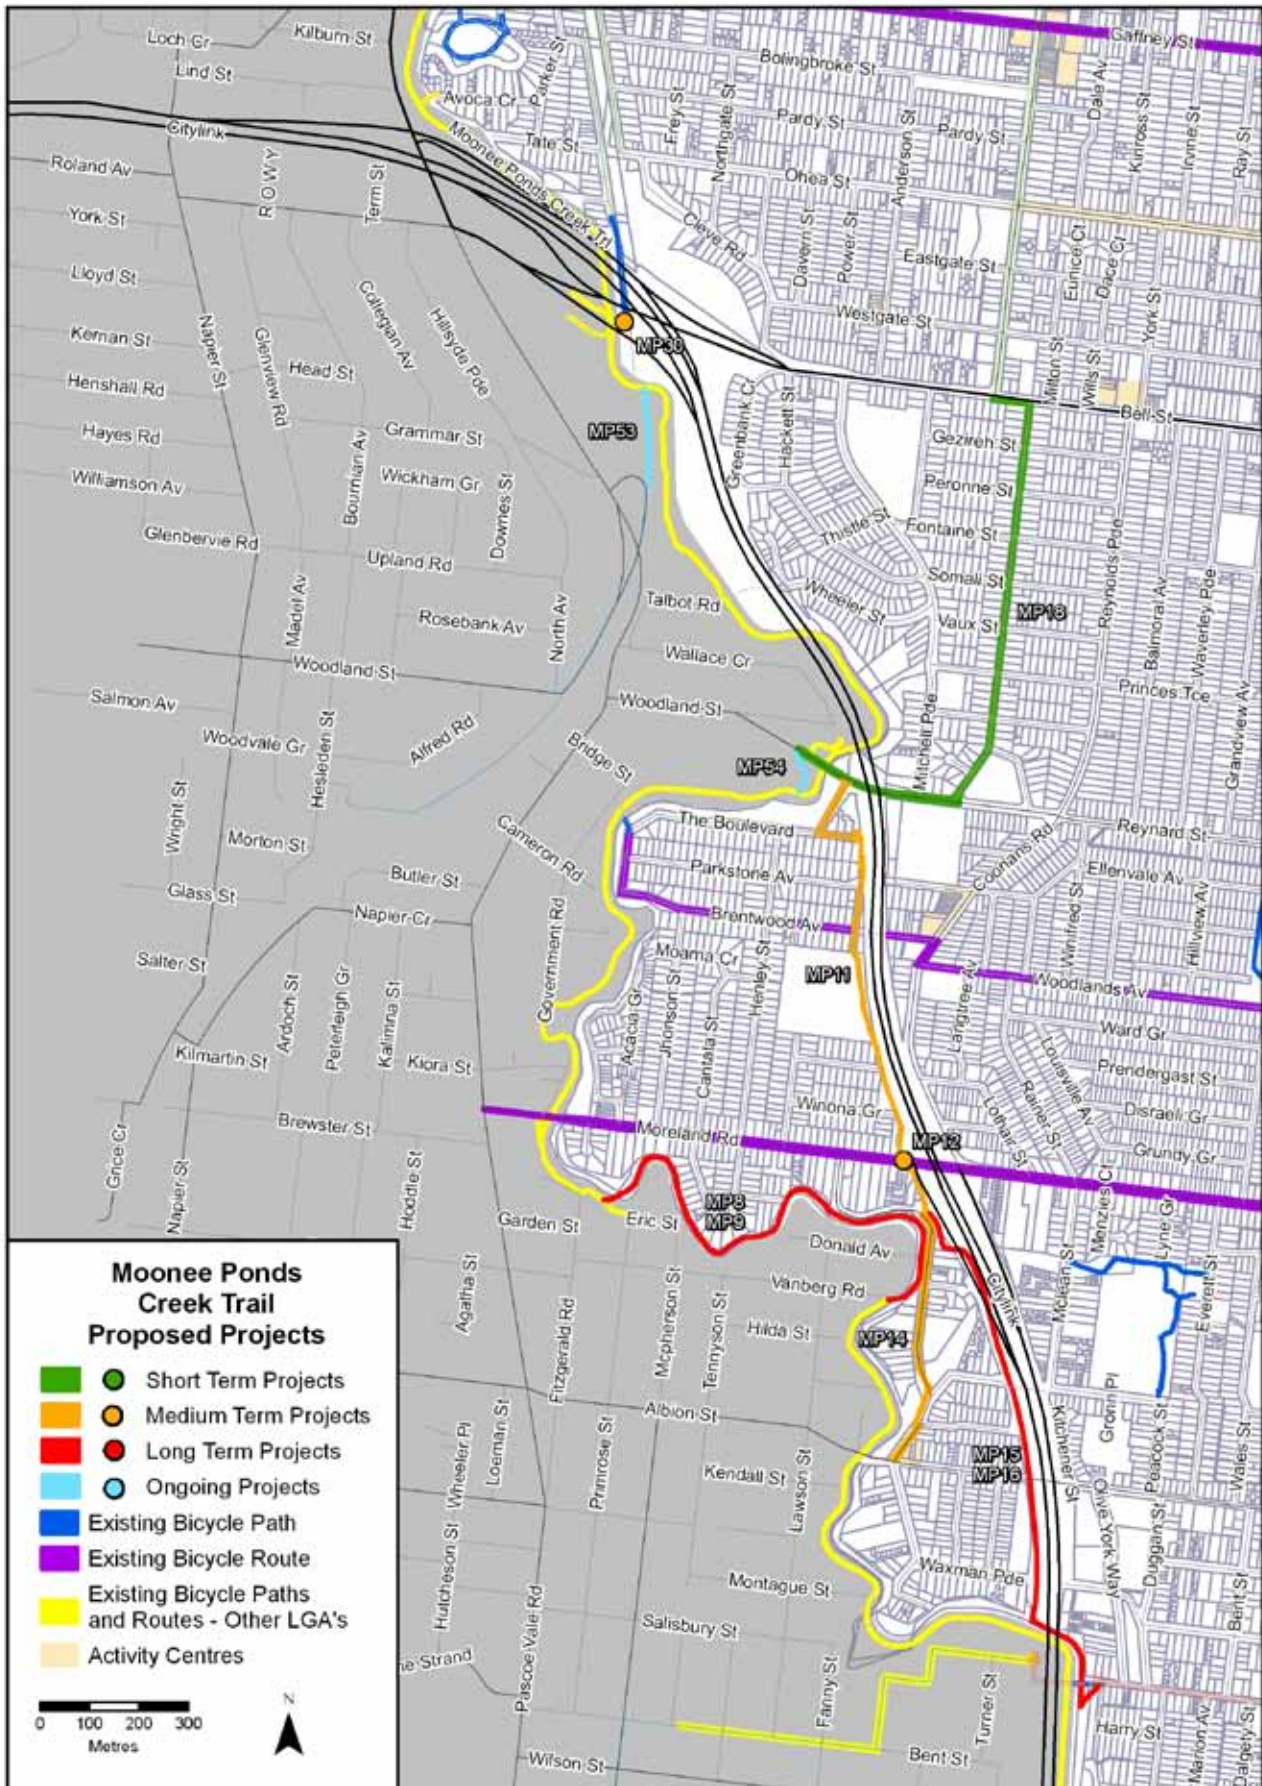 Loch Cr
Kilburn St
Lind St
Avoca Cr
Parker St
Bolingbroke St
Gaffney St
Dale Av
Citylink
Moonee Ponds Creek Trl
Tate St
Frey St
Northgate St
Pardy St
Anderson St
Pardy St
Kinross St
Irvine St
Ray St
Roland Av
R O W Y
Term St
Ohea St
York St
Cleve Rd
Davern St
Power St
Eastgate St
Eunice Ct
Dace Ct
Lloyd St
Napier St
Glenview Rd
Collegian Av
Hillsyde Pde
Westgate St
York St
Kernan St
Head St
MP30
Milton St
Wills St
Henshall Rd
Greenbank Cr
Hackett St
Bell St
Hayes Rd
Bournian Av
Grammar St
MP53
Gezireh St
Williamson Av
Wickham Gr
Downes St
Peronne St
Glenbervie Rd
Upland Rd
Thistle St
Fontaine St
Reynolds Pde
Madel Av
Talbot Rd
Wheeler St
Somali St
MP18
Balmoral Av
Waverley Pde
Rosebank Av
North Av
Vaux St
Woodland St
Wallace Cr
Princes Tce
Salmon Av
Woodland St
Mitchell Pde
Grandview Av
Woodvale Gr
Hesleden St
Alfred Rd
Bridge St
MP54
Wright St
Morton St
Cameron Rd
The Boulevard
Reynard St
Coonans Rd
Glass St
Butler St
Parkstone Av
Ellenvale Av
Napier Cr
Government Rd
Brentwood Av
Winifred St
Hillview Av
Salter St
Moama Cr
Henley St
MP11
Woodlands Av
Ardoch St
Peterleigh Gr
Kalimna St
Acacia Gr
Jhonson St
Cantala St
Langtree Av
Ward Gr
Kilmartin St
Kiora St
Louisville Av
Prendergast St
Rainer St
Winona Gr
Lothair St
Disraeli Gr
Brewster St
Moreland Rd
MP12
Grundy Gr
Grice Cr
Napier St
Hoddle St
Garden St
Eric St
MP8
MP9
Donald Av
Menzies Ct
Lyne Gr
Agatha St
Vanberg Rd
Citylink
Mclean St
Everett St
Fitzgerald Rd
Mcpherson St
Tennyson St
Hilda St
MP14
Albion St
Gronn Pl
Wheeler Pl
Loeman St
Primrose St
Kendall St
Lawson St
MP15
MP16
Kitchener St
Peacock St
Wales St
Hutcheson St
Olive York Way
Duggan St
Montague St
Waxman Pde
Bent St
Pascoe Vale Rd
Salisbury St
he Strand
Fanny St
Turner St
Harry St
Marion Av
Dalgety St
Wilson St
Bent St
Moonee Ponds
Creek Trail
Proposed Projects
Short Term Projects
Medium Term Projects
Long Term Projects
Ongoing Projects
Existing Bicycle Path
Existing Bicycle Route
Existing Bicycle Paths
and Routes - Other LGA's
Activity Centres
0 100 200 300
Metres
N